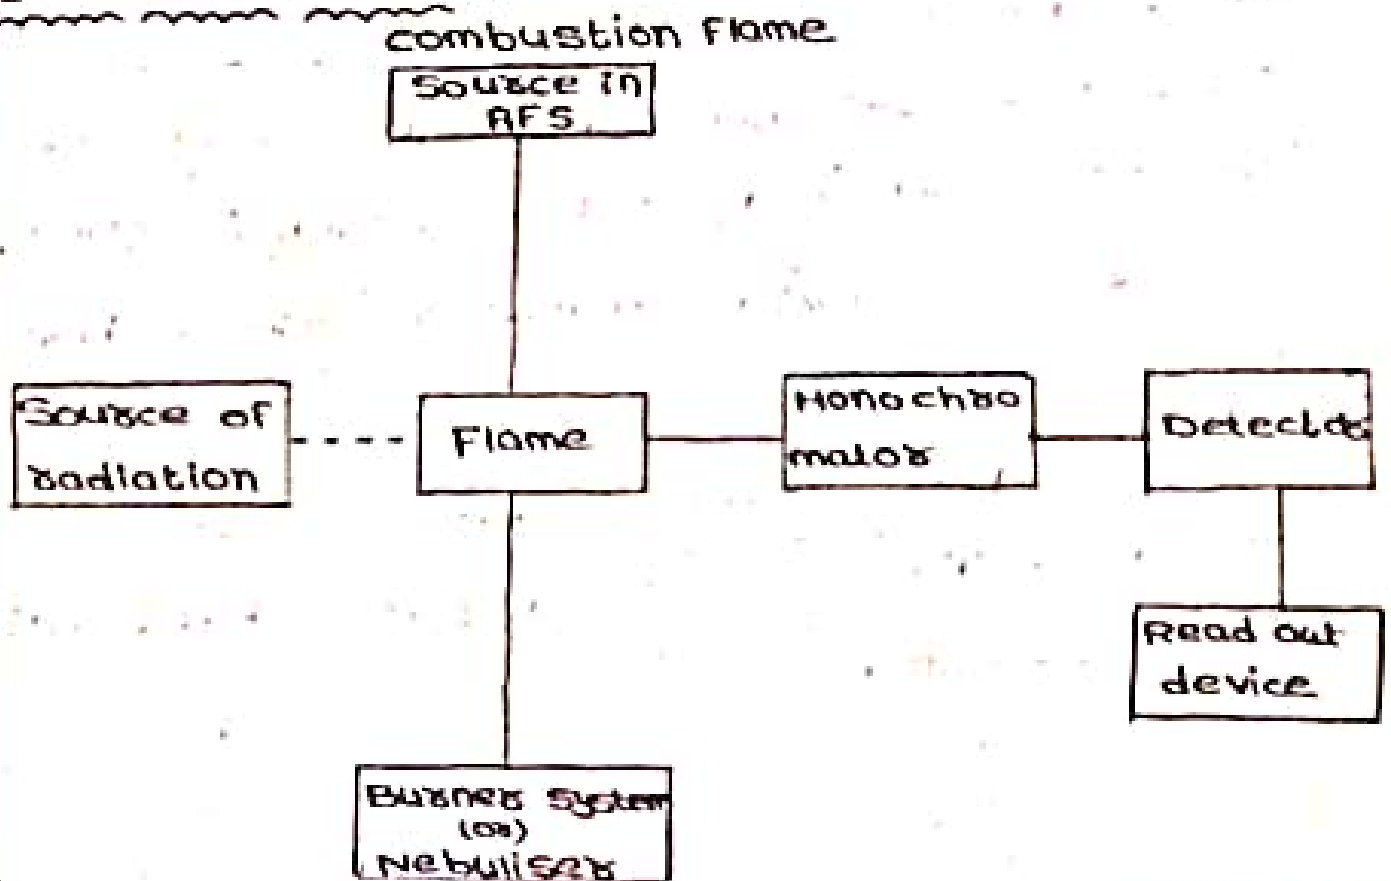 combustion Flame
Source in
AFS
Source of
radiation
Flame
Monochro
mator
Detector
Read out
device
Burner System
(or)
Nebuliser